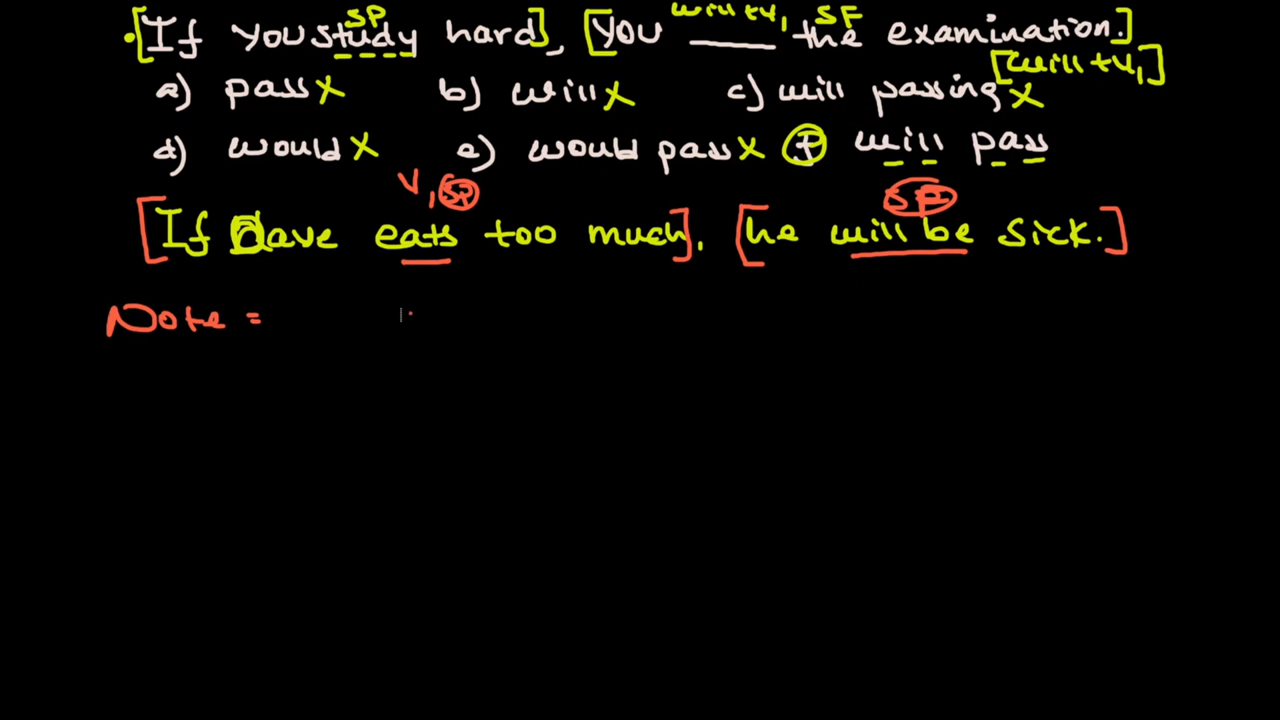 SP will+V₁ SF
•[If you study hard], [you ____ the examination.]
[will+V₁]
a) pass X b) will X c) will passing X
d) would X e) would pass X f will pass
V₁ SP SF
[If Dave eats too much], [he will be sick.]
Note =